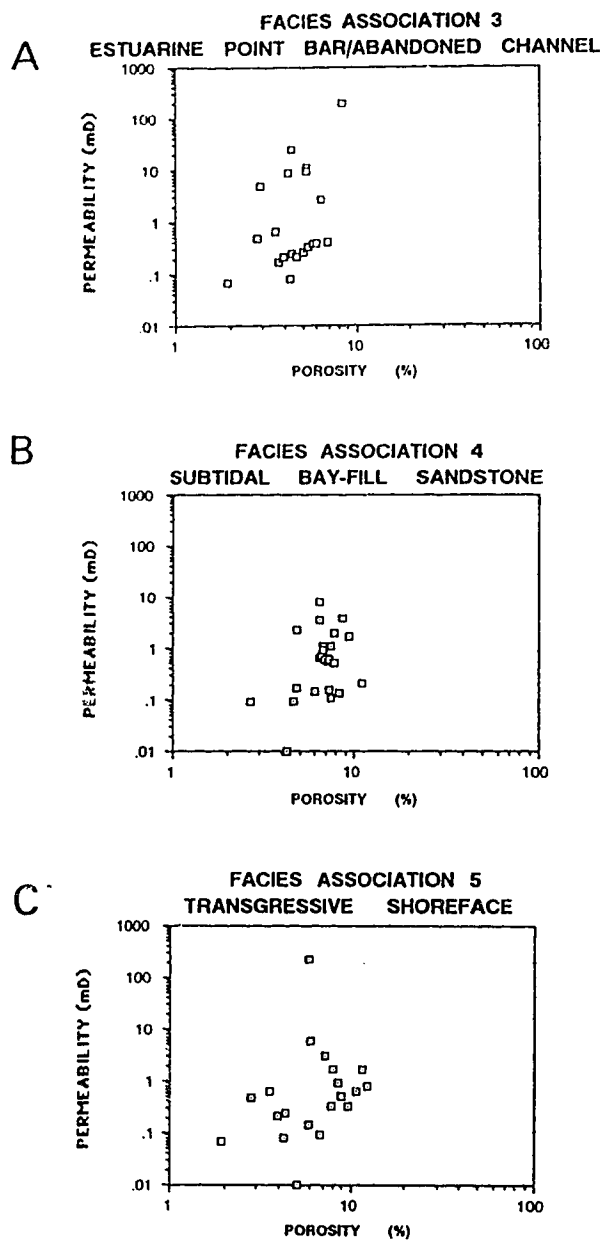 A
FACIES ASSOCIATION 3
ESTUARINE POINT BAR/ABANDONED CHANNEL
1000
100
10
1
.1
.01
PERMEABILITY (mD)
1 10 100
POROSITY (%)
B
FACIES ASSOCIATION 4
SUBTIDAL BAY-FILL SANDSTONE
1000
100
10
1
.1
.01
PERMEABILITY (mD)
1 10 100
POROSITY (%)
C
FACIES ASSOCIATION 5
TRANSGRESSIVE SHOREFACE
1000
100
10
1
.1
.01
PERMEABILITY (mD)
1 10 100
POROSITY (%)